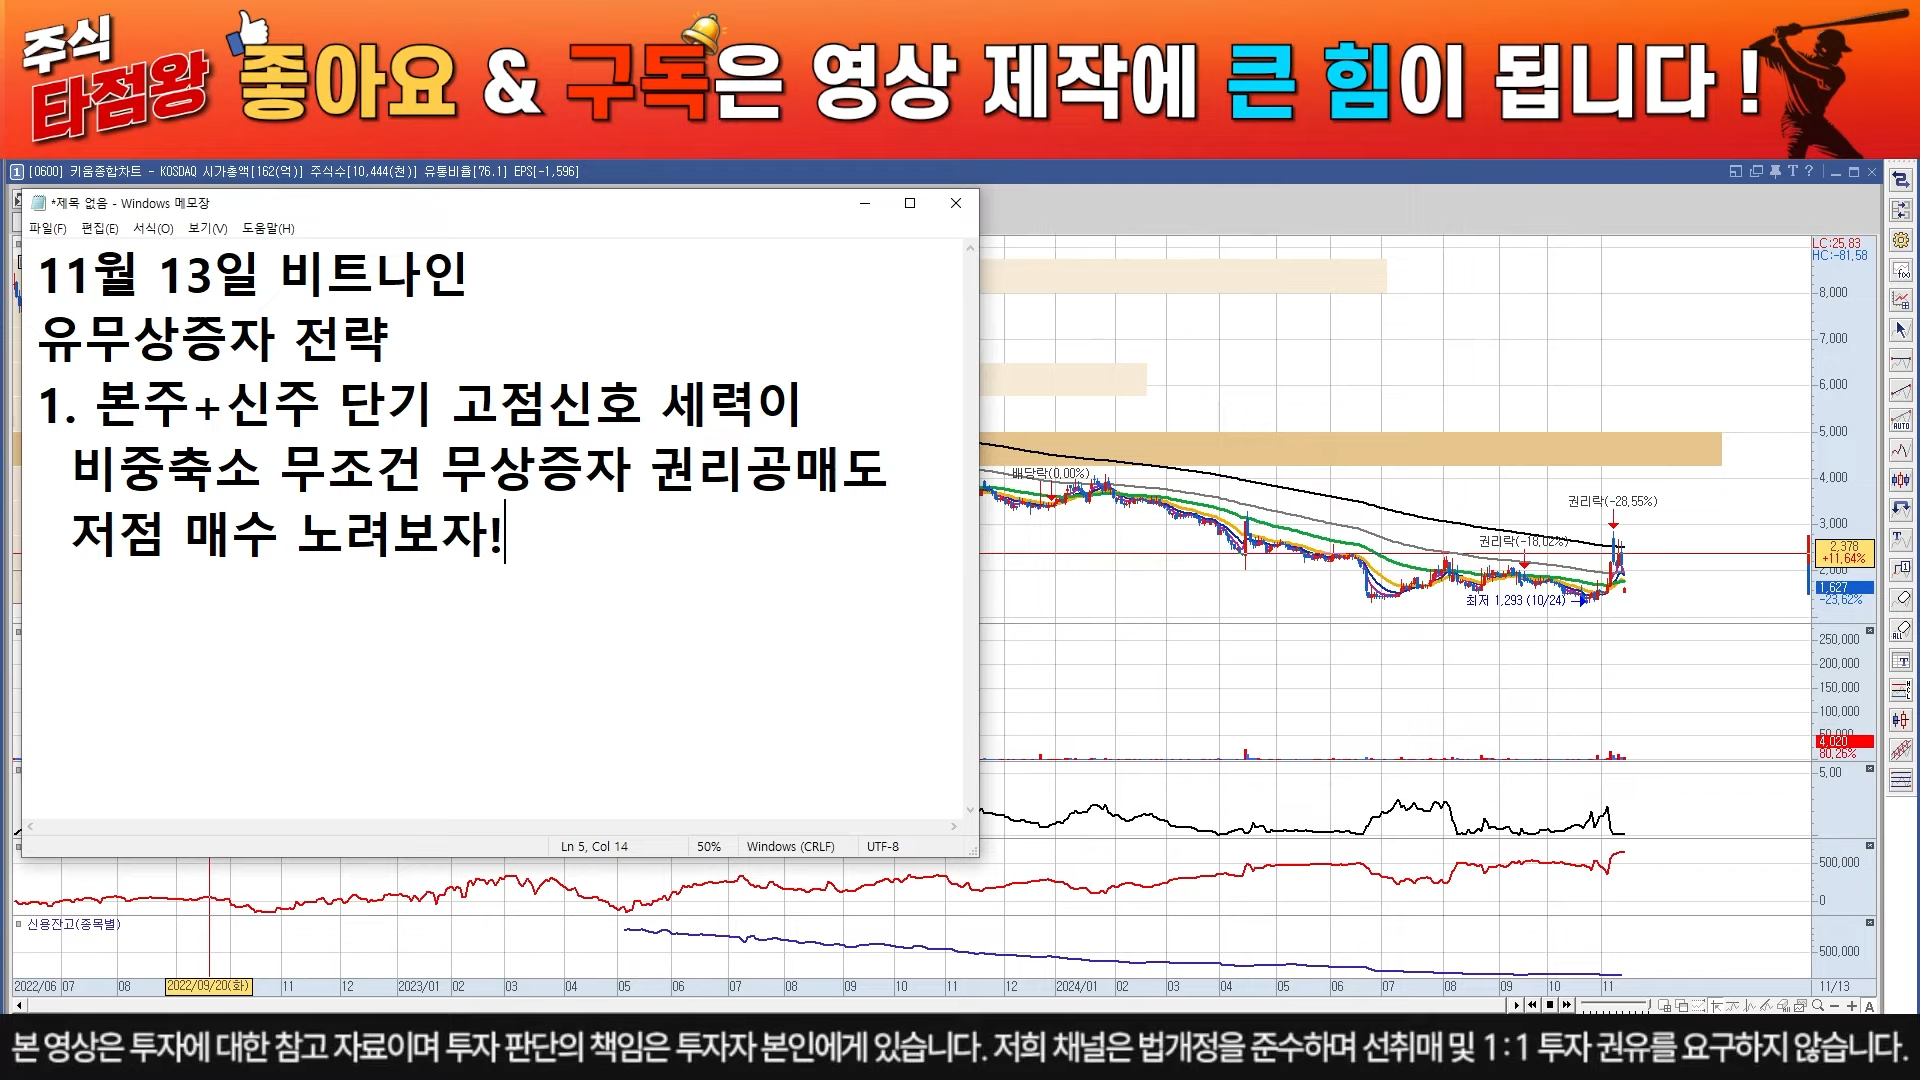 주식
타점왕
좋아요 & 구독은 영상 제작에 큰 힘이 됩니다 !
1 [0600] 키움종합차트 - KOSDAQ 시가총액[162(억)] 주식수[10,444(천)] 유통비율[76.1] EPS[-1,596]
*제목 없음 - Windows 메모장
파일(F) 편집(E) 서식(O) 보기(V) 도움말(H)
11월 13일 비트나인
유무상증자 전략
1. 본주+신주 단기 고점신호 세력이
비중축소 무조건 무상증자 권리공매도
저점 매수 노려보자!
Ln 5, Col 14 50% Windows (CRLF) UTF-8
LC:25.83
HC:-81.58
8,000
7,000
6,000
5,000
4,000
3,000
2,378
+11.64%
2,000
1,627
-23.62%
배당락(0.00%)
권리락(-28.55%)
권리락(-18.02%)
최저 1,293 (10/24)
250,000
200,000
150,000
100,000
50,000
4,020
80.26%
5.00
500,000
0
신용잔고(종목별)
500,000
2022/06 07 08 2022/09/20(화) 11 12 2023/01 02 03 04 05 06 07 08 09 10 11 12 2024/01 02 03 04 05 06 07 08 09 10 11 11/13
본 영상은 투자에 대한 참고 자료이며 투자 판단의 책임은 투자자 본인에게 있습니다. 저희 채널은 법개정을 준수하며 선취매 및 1:1 투자 권유를 요구하지 않습니다.